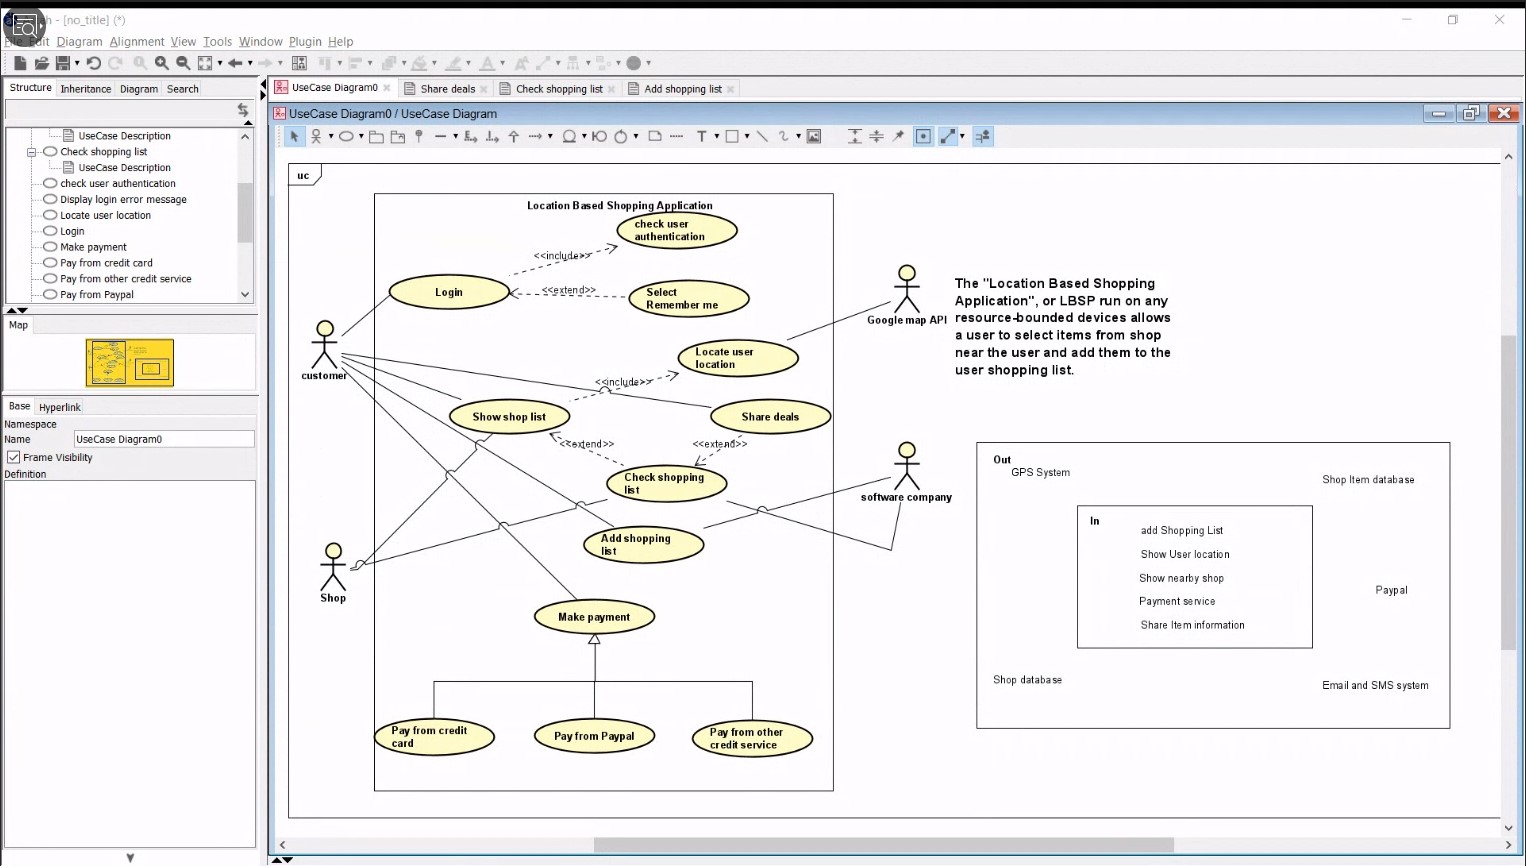 ah - [no_title] (*)
File Edit Diagram Alignment View Tools Window Plugin Help
Structure Inheritance Diagram Search
UseCase Description
Check shopping list
UseCase Description
check user authentication
Display login error message
Locate user location
Login
Make payment
Pay from credit card
Pay from other credit service
Pay from Paypal
Map
Base Hyperlink
Namespace
Name UseCase Diagram0
Frame Visibility
Definition
UseCase Diagram0 Share deals Check shopping list Add shopping list
UseCase Diagram0 / UseCase Diagram
T
uc
Location Based Shopping Application
check user
authentication
<<include>>
Login
<<extend>>
Select
Remember me
customer
Google map API
Locate user
location
<<include>>
Show shop list
Share deals
<<extend>>
<<extend>>
Check shopping
list
software company
Add shopping
list
Shop
Make payment
Pay from credit
card
Pay from Paypal
Pay from other
credit service
The "Location Based Shopping
Application", or LBSP run on any
resource-bounded devices allows
a user to select items from shop
near the user and add them to the
user shopping list.
Out
GPS System
Shop Item database
In
add Shopping List
Show User location
Show nearby shop
Payment service
Share Item information
Paypal
Shop database
Email and SMS system